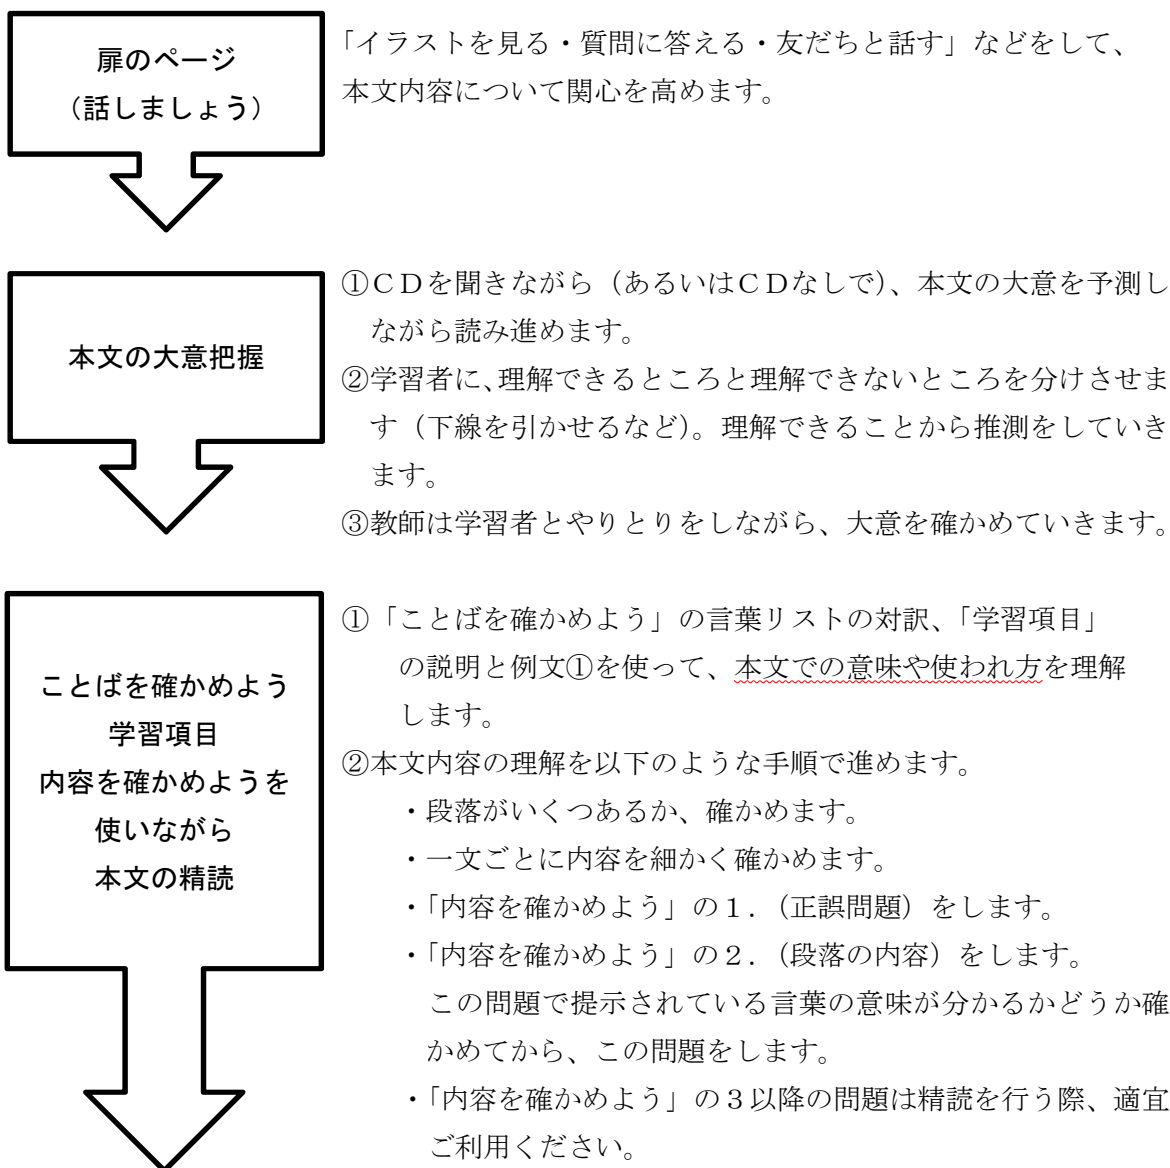 扉のページ
（話しましょう）
「イラストを見る・質問に答える・友だちと話す」などをして、
本文内容について関心を高めます。
本文の大意把握
①ＣＤを聞きながら（あるいはＣＤなしで）、本文の大意を予測し
ながら読み進めます。
②学習者に、理解できるところと理解できないところを分けさせま
す（下線を引かせるなど）。理解できることから推測をしていき
ます。
③教師は学習者とやりとりをしながら、大意を確かめていきます。
ことばを確かめよう
学習項目
内容を確かめようを
使いながら
本文の精読
①「ことばを確かめよう」の言葉リストの対訳、「学習項目」
の説明と例文①を使って、本文での意味や使われ方を理解
します。
②本文内容の理解を以下のような手順で進めます。
・段落がいくつあるか、確かめます。
・一文ごとに内容を細かく確かめます。
・「内容を確かめよう」の１．（正誤問題）をします。
・「内容を確かめよう」の２．（段落の内容）をします。
この問題で提示されている言葉の意味が分かるかどうか確
かめてから、この問題をします。
・「内容を確かめよう」の３以降の問題は精読を行う際、適宜
ご利用ください。